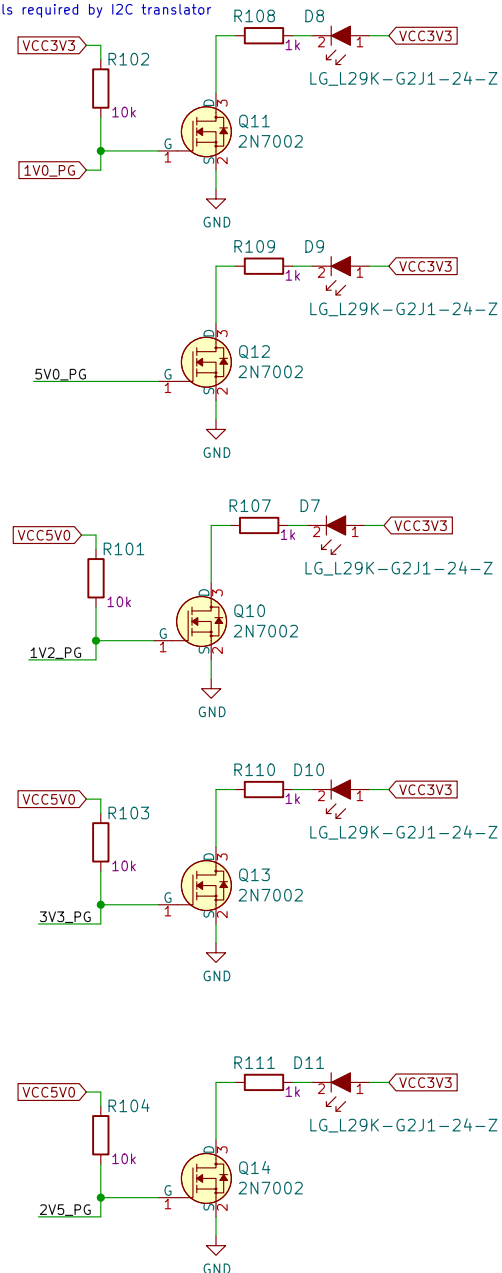 ls required by I2C translator
R108
D8
VCC3V3
1k
2
1
VCC3V3
R102
LG_L29K-G2J1-24-Z
10k
D
3
Q11
2N7002
G
1
S
2
1V0_PG
GND
R109
D9
1k
2
1
VCC3V3
LG_L29K-G2J1-24-Z
D
3
Q12
2N7002
5V0_PG
G
1
S
2
GND
R107
D7
VCC5V0
1k
2
1
VCC3V3
R101
LG_L29K-G2J1-24-Z
10k
D
3
Q10
2N7002
G
1
S
2
1V2_PG
GND
R110
D10
VCC5V0
1k
2
1
VCC3V3
R103
LG_L29K-G2J1-24-Z
10k
D
3
Q13
2N7002
G
1
S
2
3V3_PG
GND
R111
D11
VCC5V0
1k
2
1
VCC3V3
R104
LG_L29K-G2J1-24-Z
10k
D
3
Q14
2N7002
G
1
S
2
2V5_PG
GND